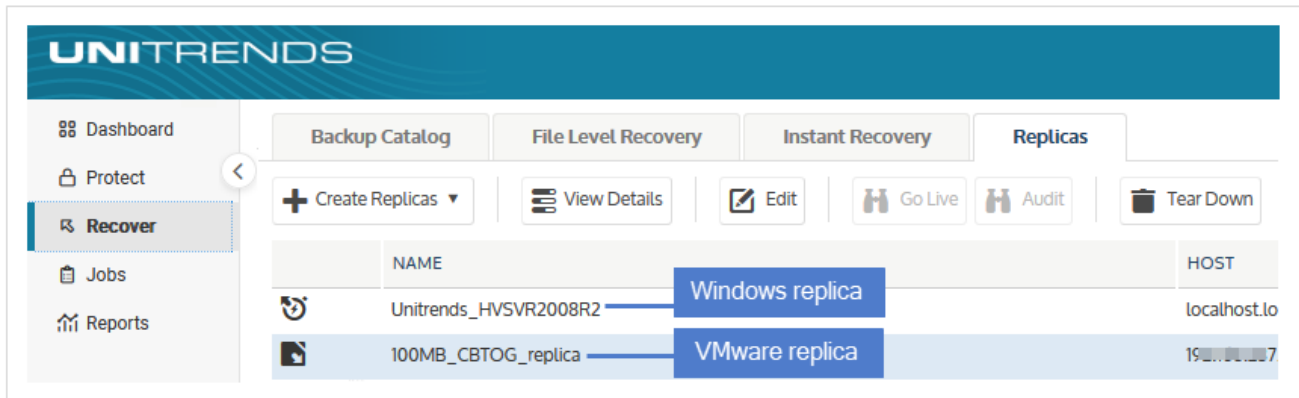 UNITRENDS
Dashboard
Protect
Recover
Jobs
Reports
Backup Catalog File Level Recovery Instant Recovery Replicas
Create Replicas View Details Edit Go Live Audit Tear Down
NAME HOST
Unitrends_HVSVR2008R2 Windows replica localhost.lo
100MB_CBTOG_replica VMware replica